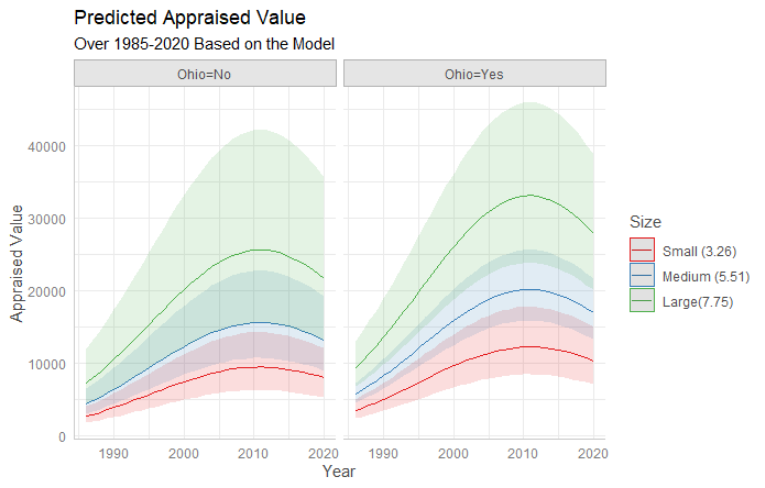 Predicted Appraised Value
Over 1985-2020 Based on the Model
Ohio=No
Ohio=Yes
40000
30000
20000
10000
0
Appraised Value
1990
2000
2010
2020
1990
2000
2010
2020
Year
Size
Small (3.26)
Medium (5.51)
Large(7.75)